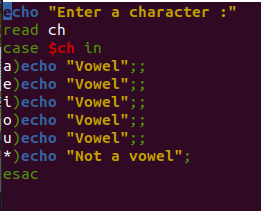 echo "Enter a character :"
read ch
case $ch in
a)echo "Vowel";;
e)echo "Vowel";;
i)echo "Vowel";;
o)echo "Vowel";;
u)echo "Vowel";;
*)echo "Not a vowel";
esac